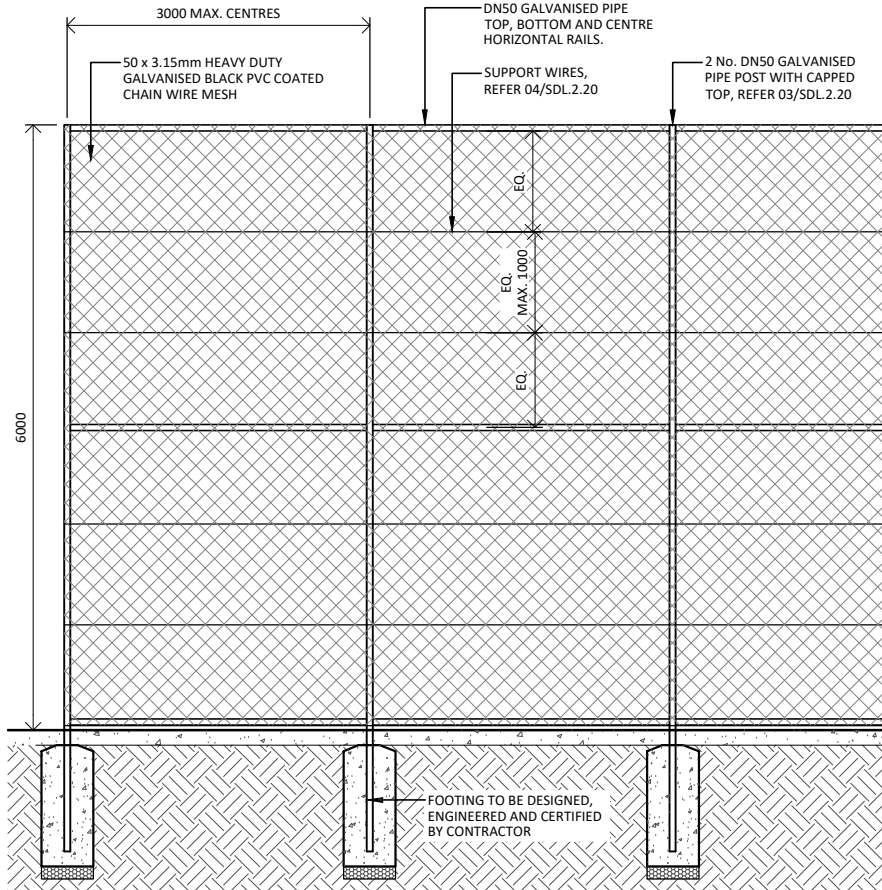 3000 MAX. CENTRES
DN50 GALVANISED PIPE
TOP, BOTTOM AND CENTRE
HORIZONTAL RAILS.
50 x 3.15mm HEAVY DUTY
GALVANISED BLACK PVC COATED
CHAIN WIRE MESH
SUPPORT WIRES,
REFER 04/SDL.2.20
2 No. DN50 GALVANISED
PIPE POST WITH CAPPED
TOP, REFER 03/SDL.2.20
EQ.
EQ.
MAX. 1000
EQ.
6000
FOOTING TO BE DESIGNED,
ENGINEERED AND CERTIFIED
BY CONTRACTOR